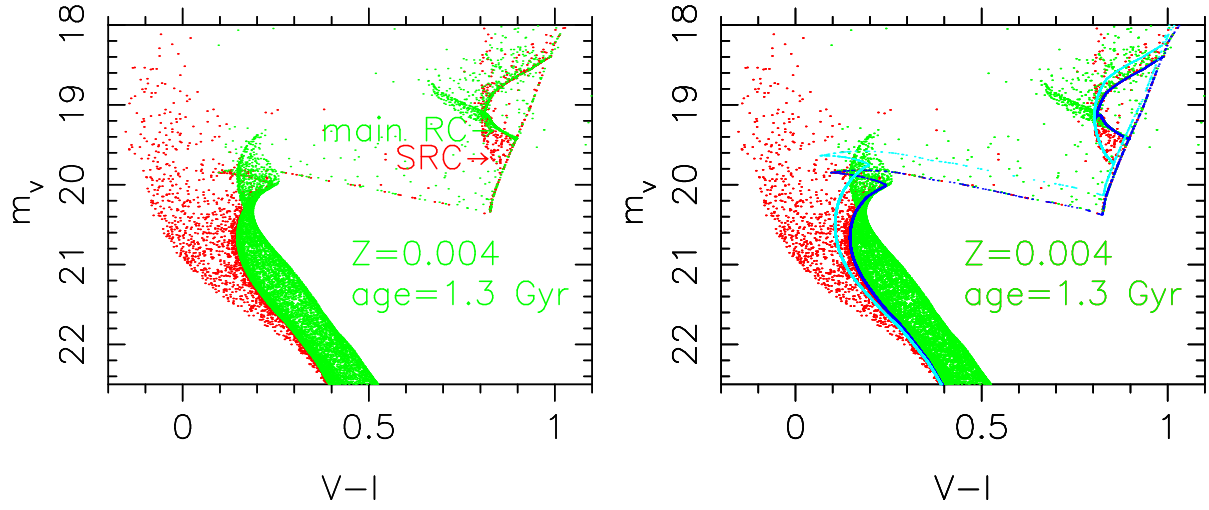 18
19
20
21
22
m_v
main RC→
SRC→
Z=0.004
age=1.3 Gyr
0
0.5
1
V−I
18
19
20
21
22
m_v
Z=0.004
age=1.3 Gyr
0
0.5
1
V−I